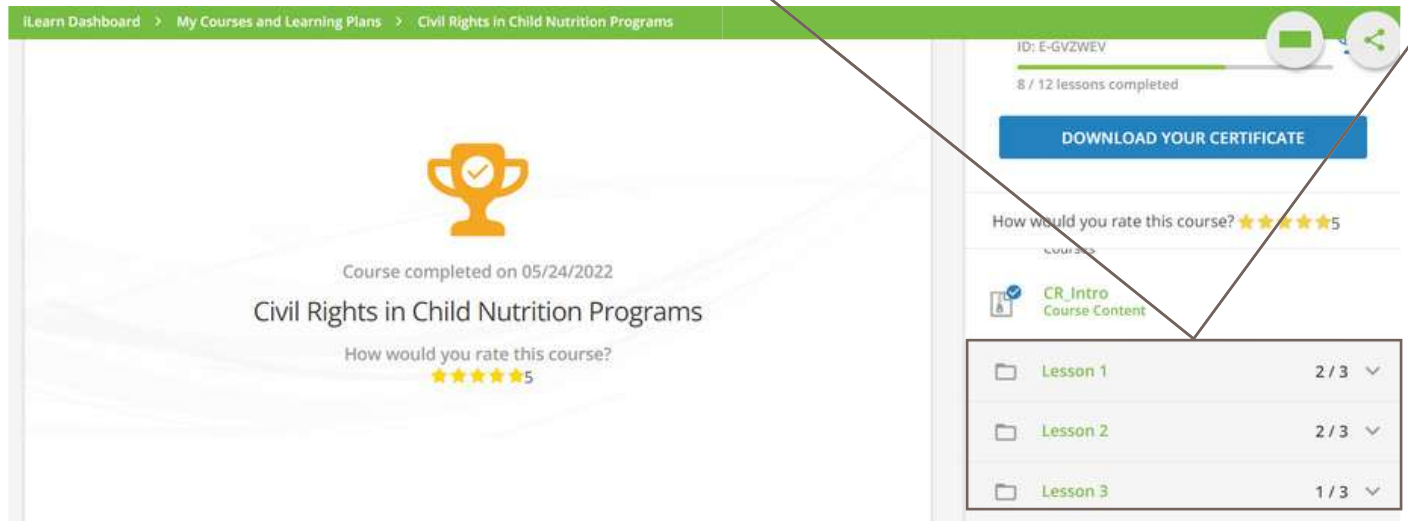 iLearn Dashboard > My Courses and Learning Plans > Civil Rights in Child Nutrition Programs
Course completed on 05/24/2022
Civil Rights in Child Nutrition Programs
How would you rate this course?
5
ID: E-GVZWEV
8 / 12 lessons completed
DOWNLOAD YOUR CERTIFICATE
How would you rate this course? 5
Courses
CR_Intro
Course Content
Lesson 1 2 / 3
Lesson 2 2 / 3
Lesson 3 1 / 3